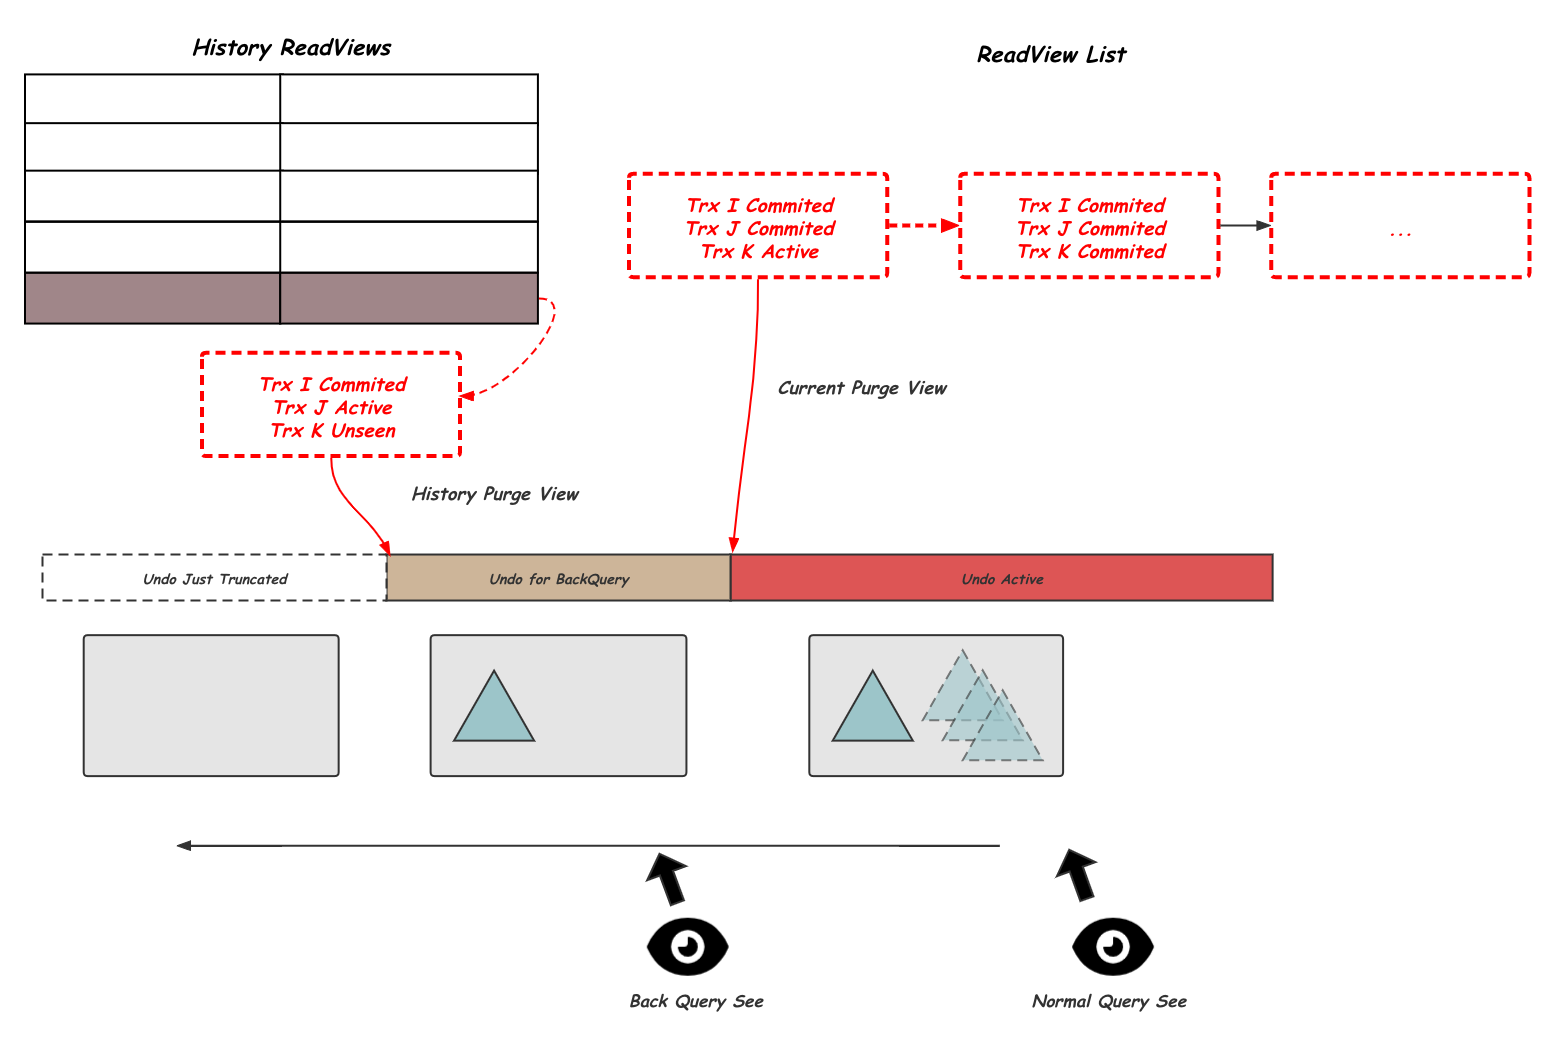 History ReadViews
ReadView List
Trx I Commited
Trx J Commited
Trx K Active
Trx I Commited
Trx J Commited
Trx K Commited
...
Trx I Commited
Trx J Active
Trx K Unseen
Current Purge View
History Purge View
Undo Just Truncated
Undo for BackQuery
Undo Active
Back Query See
Normal Query See